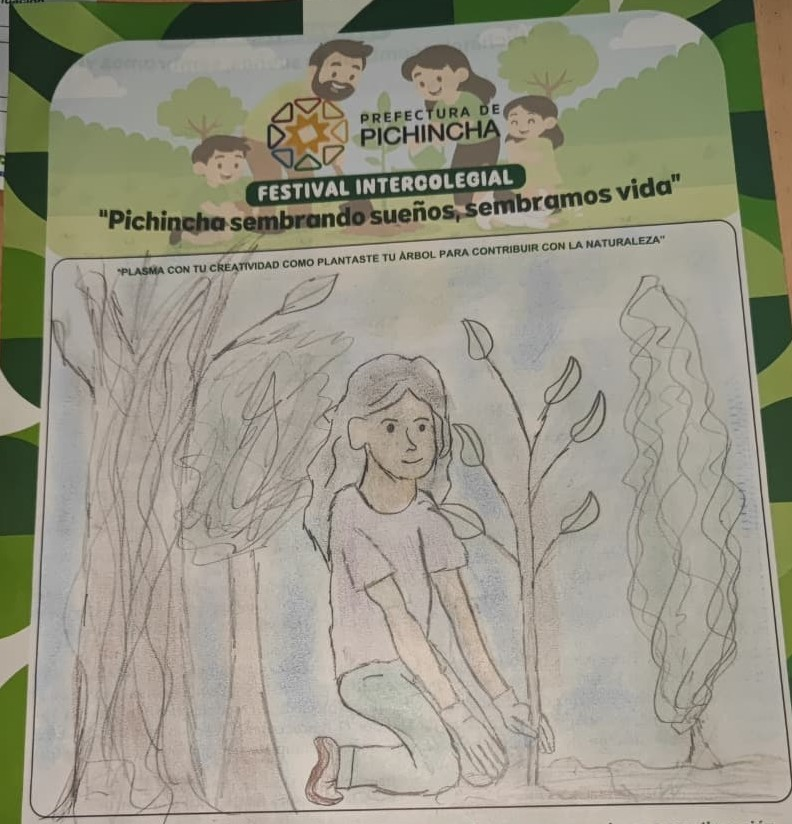 PREFECTURA DE
PICHINCHA
FESTIVAL INTERCOLEGIAL
"Pichincha sembrando sueños, sembramos vida"
"PLASMA CON TU CREATIVIDAD COMO PLANTASTE TU ÁRBOL PARA CONTRIBUIR CON LA NATURALEZA"